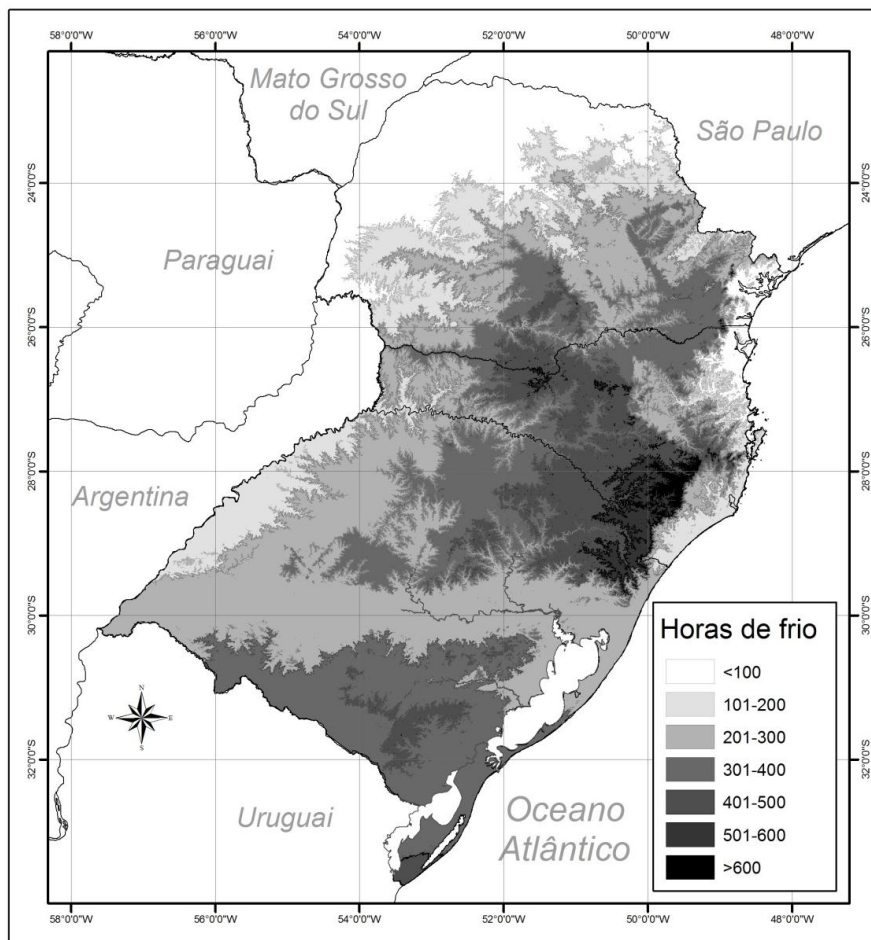 58°0'0"W 56°0'0"W 54°0'0"W 52°0'0"W 50°0'0"W 48°0'0"W
Mato Grosso
do Sul
São Paulo
24°0'0"S
24°0'0"S
Paraguai
26°0'0"S
26°0'0"S
Argentina
28°0'0"S
28°0'0"S
30°0'0"S
30°0'0"S
Horas de frio
<100
101-200
201-300
301-400
401-500
501-600
>600
N
W E
S
32°0'0"S
32°0'0"S
Uruguai
Oceano
Atlântico
58°0'0"W 56°0'0"W 54°0'0"W 52°0'0"W 50°0'0"W 48°0'0"W